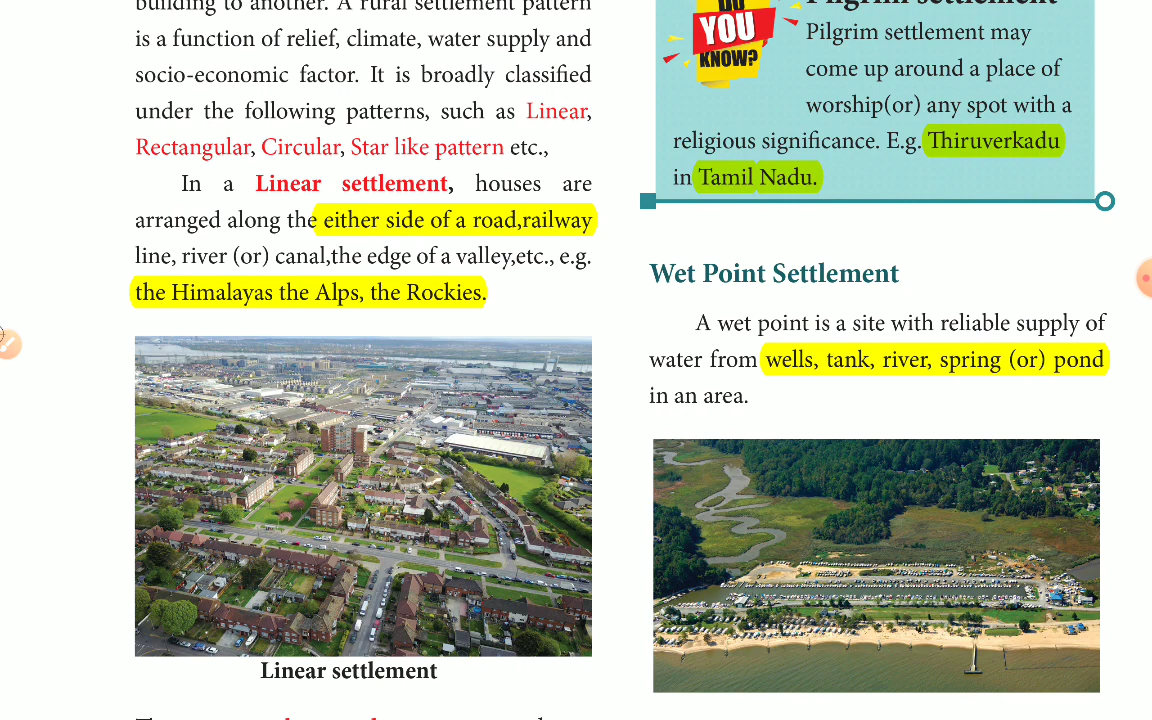 building to another. A rural settlement pattern
is a function of relief, climate, water supply and
socio-economic factor. It is broadly classified
under the following patterns, such as Linear,
Rectangular, Circular, Star like pattern etc.,
In a Linear settlement, houses are
arranged along the either side of a road,railway
line, river (or) canal,the edge of a valley,etc., e.g.
the Himalayas the Alps, the Rockies.
Linear settlement
DO
YOU
KNOW?
Pilgrim settlement
Pilgrim settlement may
come up around a place of
worship(or) any spot with a
religious significance. E.g. Thiruverkadu
in Tamil Nadu.
Wet Point Settlement
A wet point is a site with reliable supply of
water from wells, tank, river, spring (or) pond
in an area.